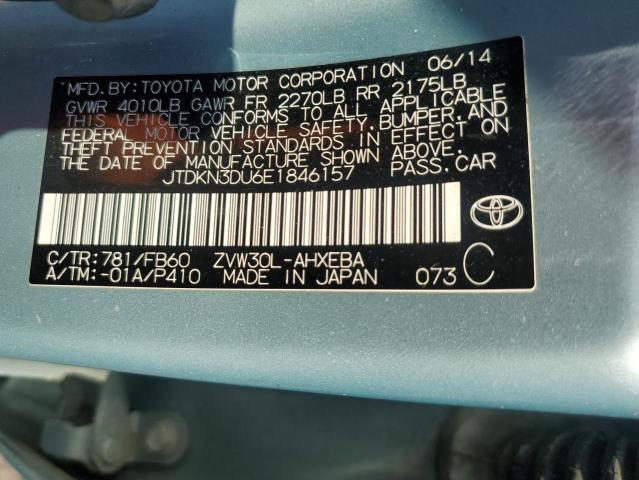 06/14
MFD. BY: TOYOTA MOTOR CORPORATION
GVWR 4010LB GAWR FR 2270LB RR 2175LB
THIS VEHICLE CONFORMS TO ALL APPLICABLE
FEDERAL MOTOR VEHICLE SAFETY, BUMPER, AND
THEFT PREVENTION STANDARDS IN EFFECT ON
THE DATE OF MANUFACTURE SHOWN ABOVE.
JTDKN3DU6E1846157 PASS.CAR
C/TR: 781/FB60 ZVW30L-AHXEBA
A/TM:-01A/P410 MADE IN JAPAN 073 C